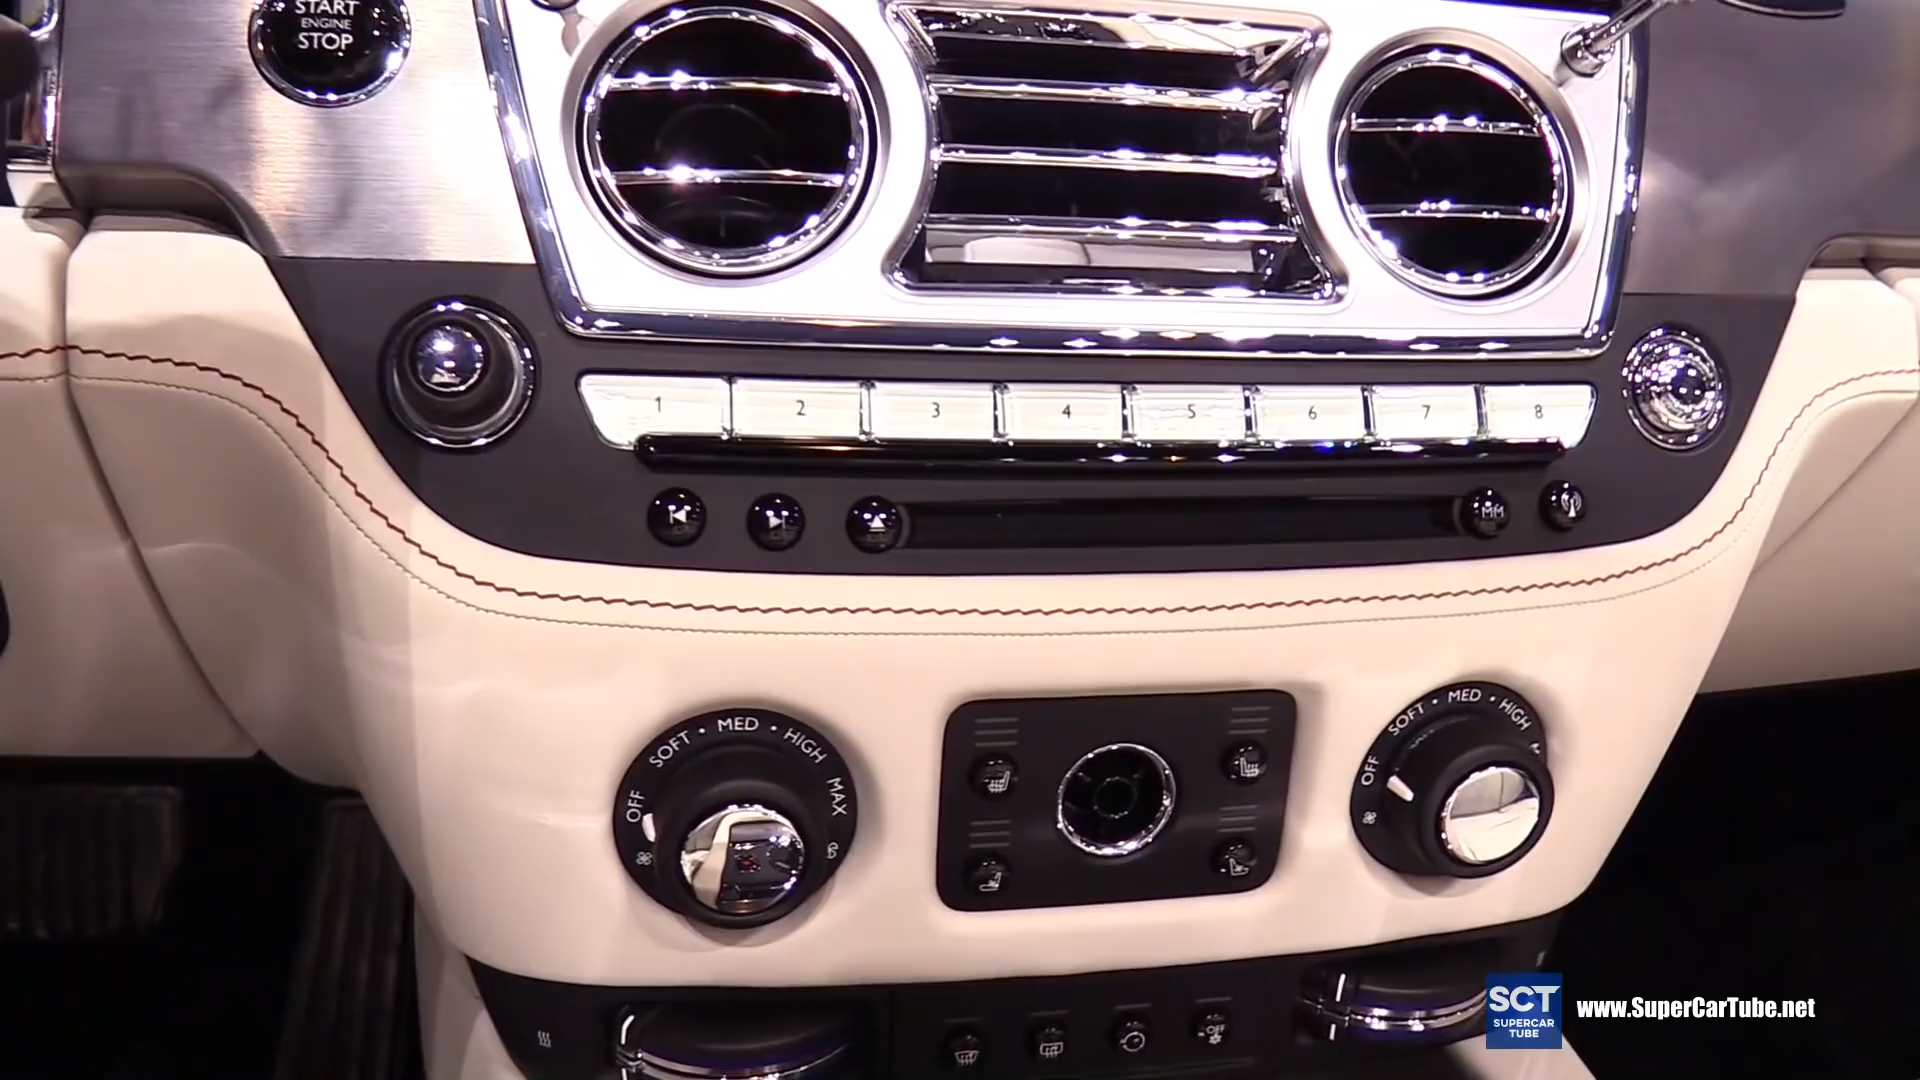 START
ENGINE
STOP
1 2 3 4 5 6 7 8
MM
SOFT • MED • HIGH MAX
OFF
SOFT • MED • HIGH
OFF
OFF
SCT
SUPERCAR
TUBE
www.SuperCarTube.net